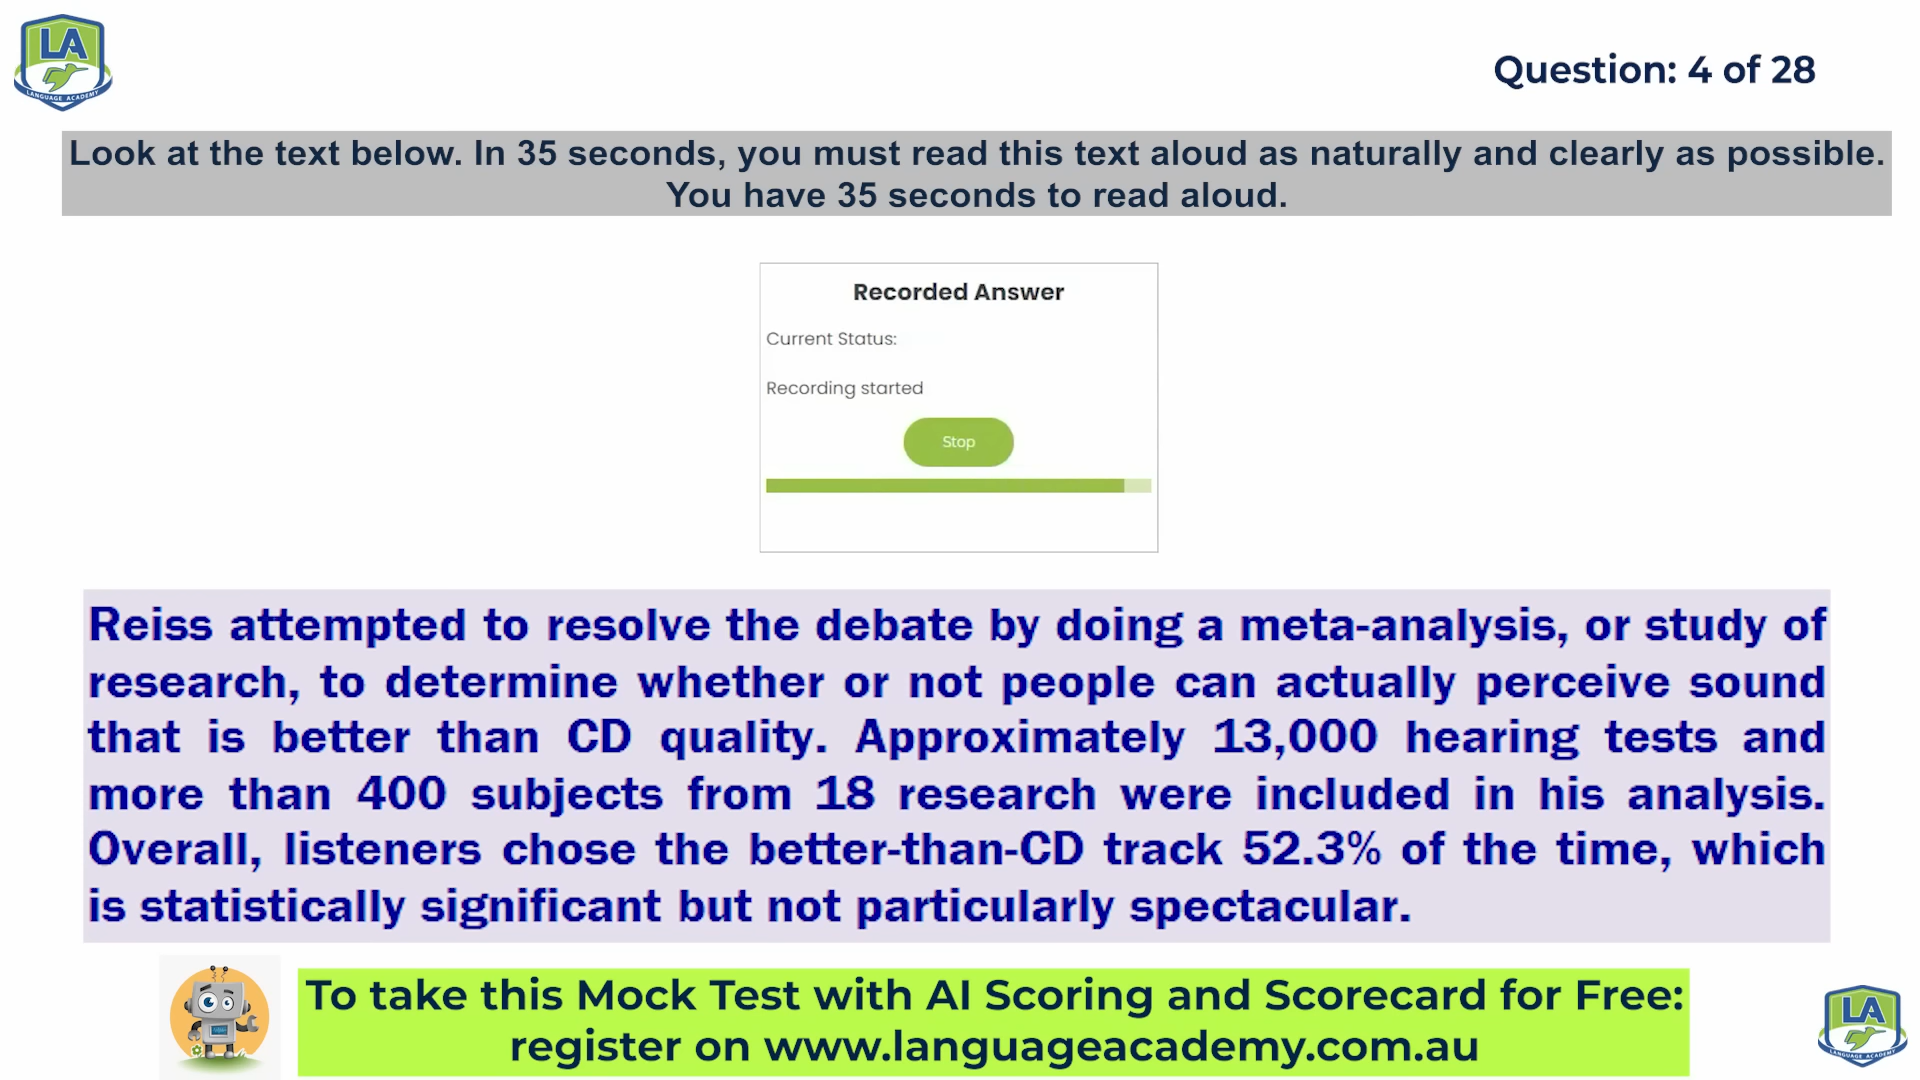 LA
LANGUAGE ACADEMY
Question: 4 of 28
Look at the text below. In 35 seconds, you must read this text aloud as naturally and clearly as possible.
You have 35 seconds to read aloud.
Recorded Answer
Current Status:
Recording started
Stop
Reiss attempted to resolve the debate by doing a meta-analysis, or study of
research, to determine whether or not people can actually perceive sound
that is better than CD quality. Approximately 13,000 hearing tests and
more than 400 subjects from 18 research were included in his analysis.
Overall, listeners chose the better-than-CD track 52.3% of the time, which
is statistically significant but not particularly spectacular.
To take this Mock Test with AI Scoring and Scorecard for Free:
register on www.languageacademy.com.au
LA
LANGUAGE ACADEMY